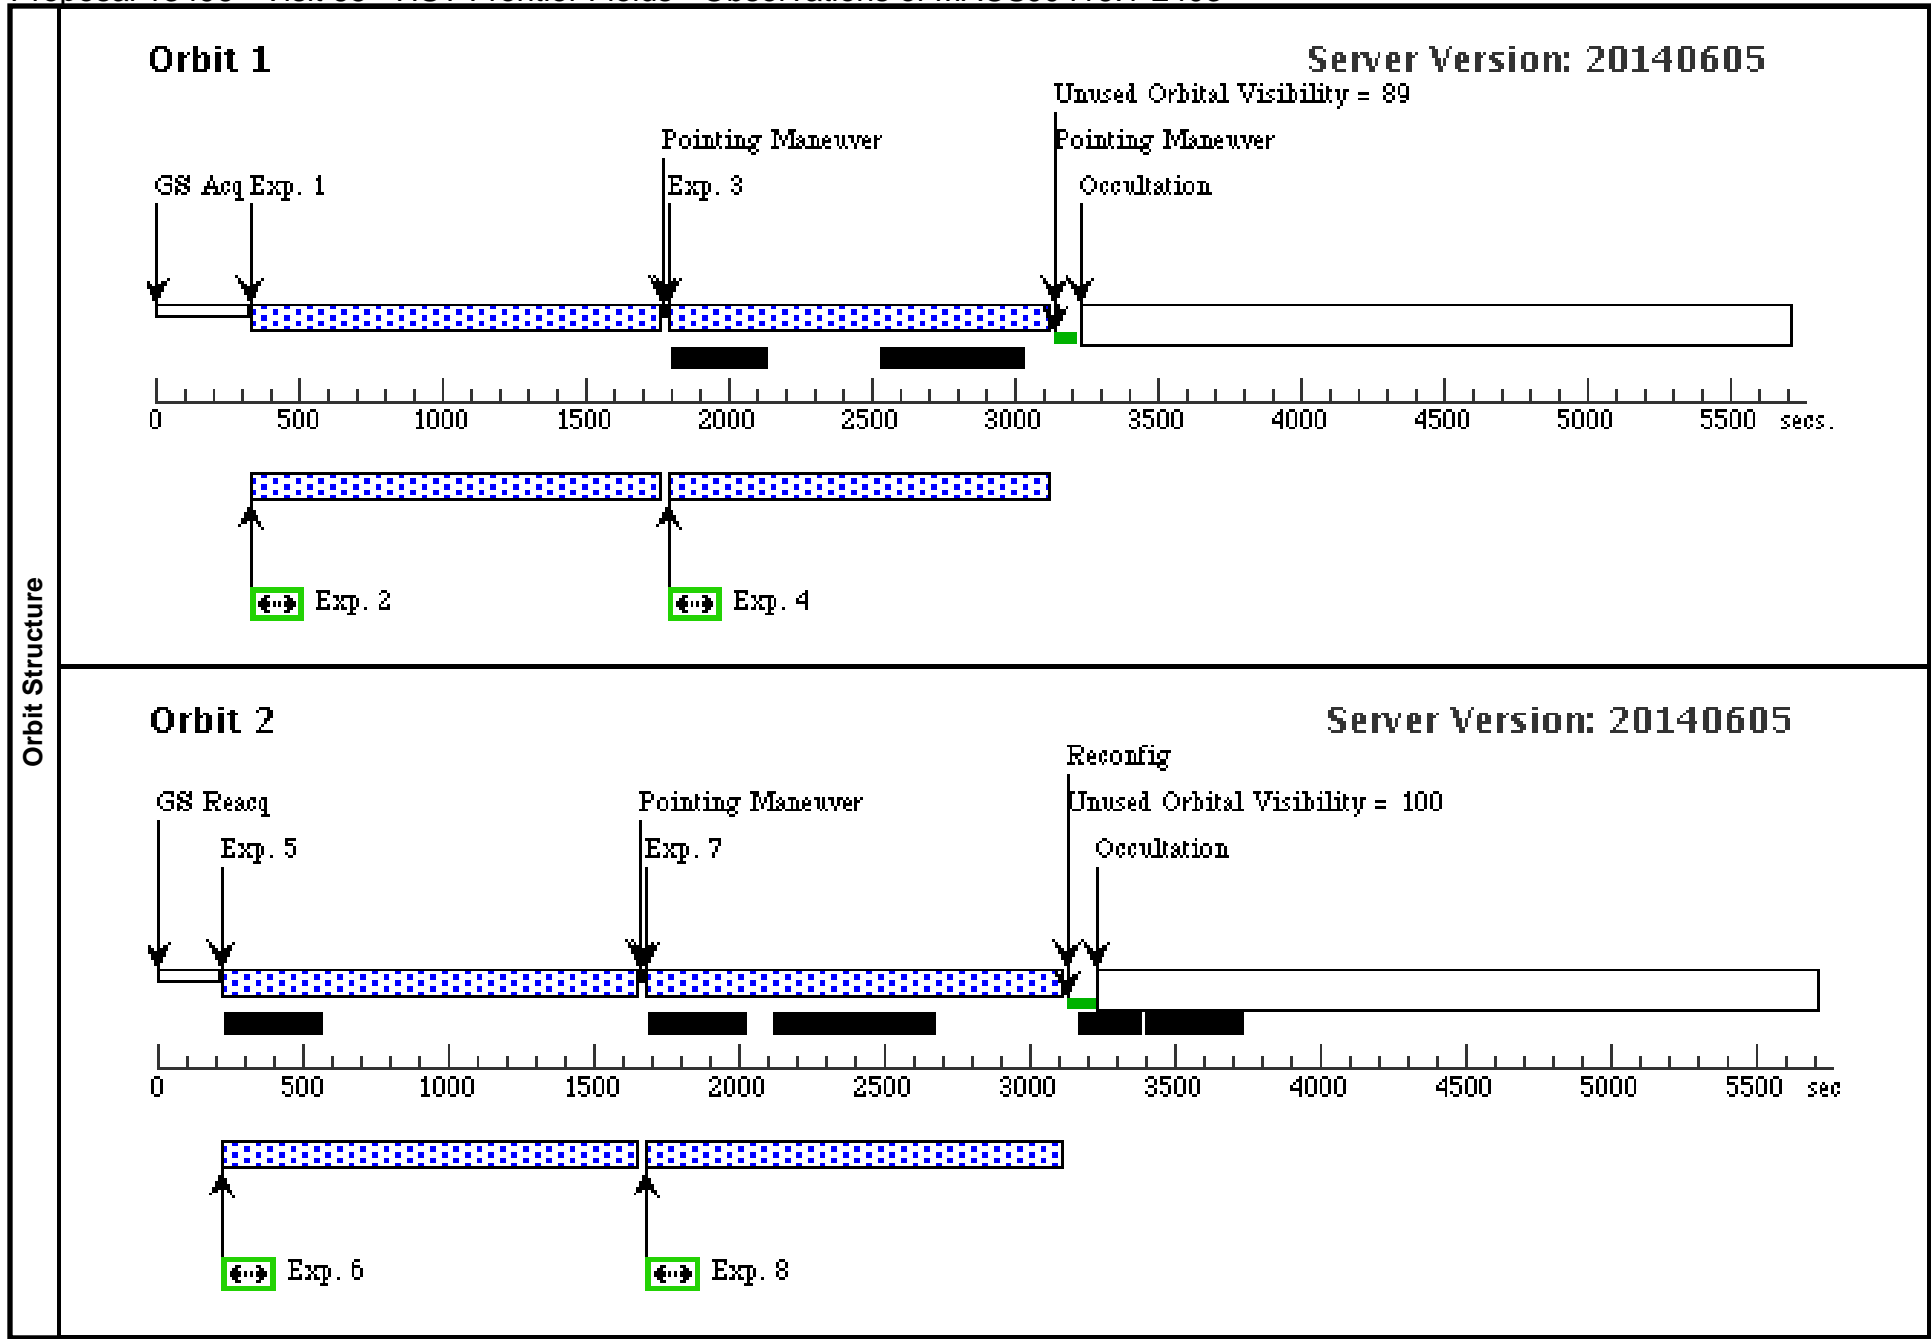 Orbit Structure
Orbit 1
Server Version: 20140605
Unused Orbital Visibility = 89
Pointing Maneuver
Pointing Maneuver
GS Acq
Exp. 1
Exp. 3
Occultation
0 500 1000 1500 2000 2500 3000 3500 4000 4500 5000 5500 secs.
Exp. 2
Exp. 4
Orbit 2
Server Version: 20140605
Reconfig
GS Reacq
Pointing Maneuver
Unused Orbital Visibility = 100
Exp. 5
Exp. 7
Occultation
0 500 1000 1500 2000 2500 3000 3500 4000 4500 5000 5500 sec
Exp. 6
Exp. 8